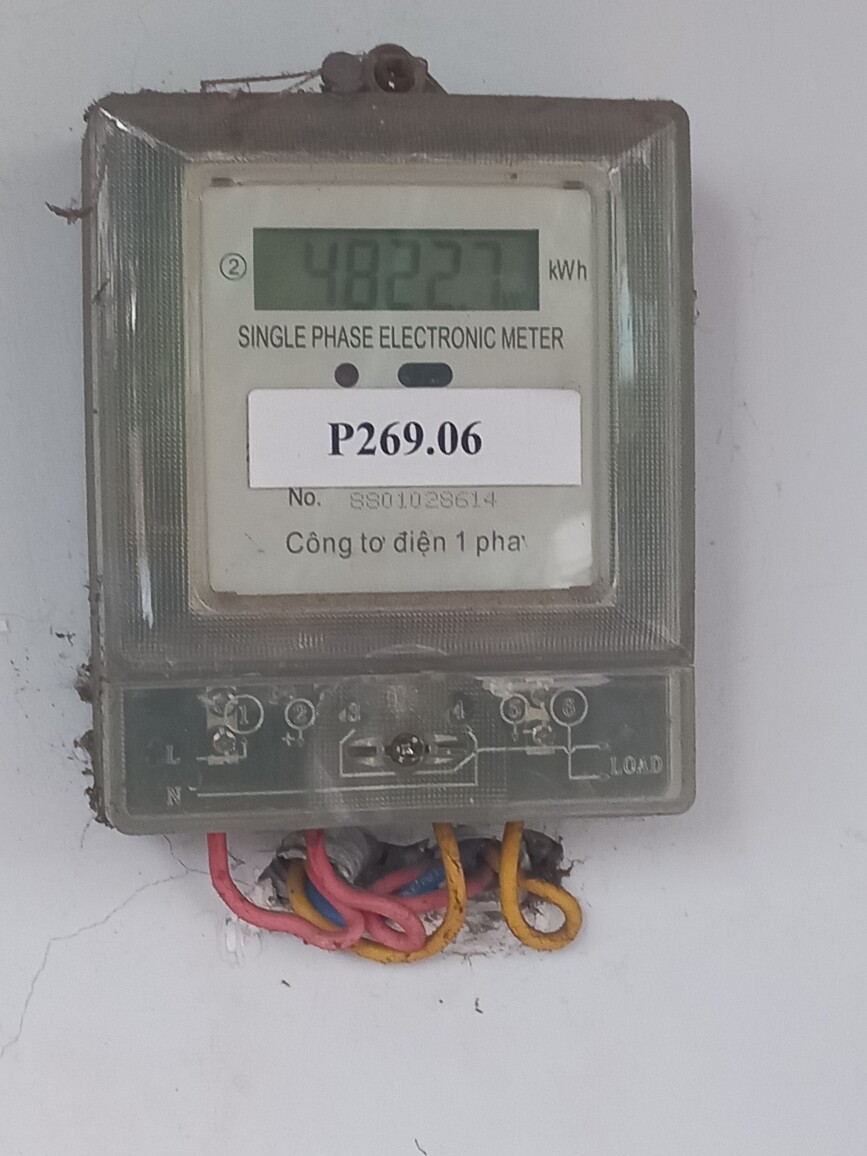 ② 4822.7 kWh
SINGLE PHASE ELECTRONIC METER
P269.06
No. 8801028614
Công tơ điện 1 pha
1 2 3 4 5 6
L
LOAD
N